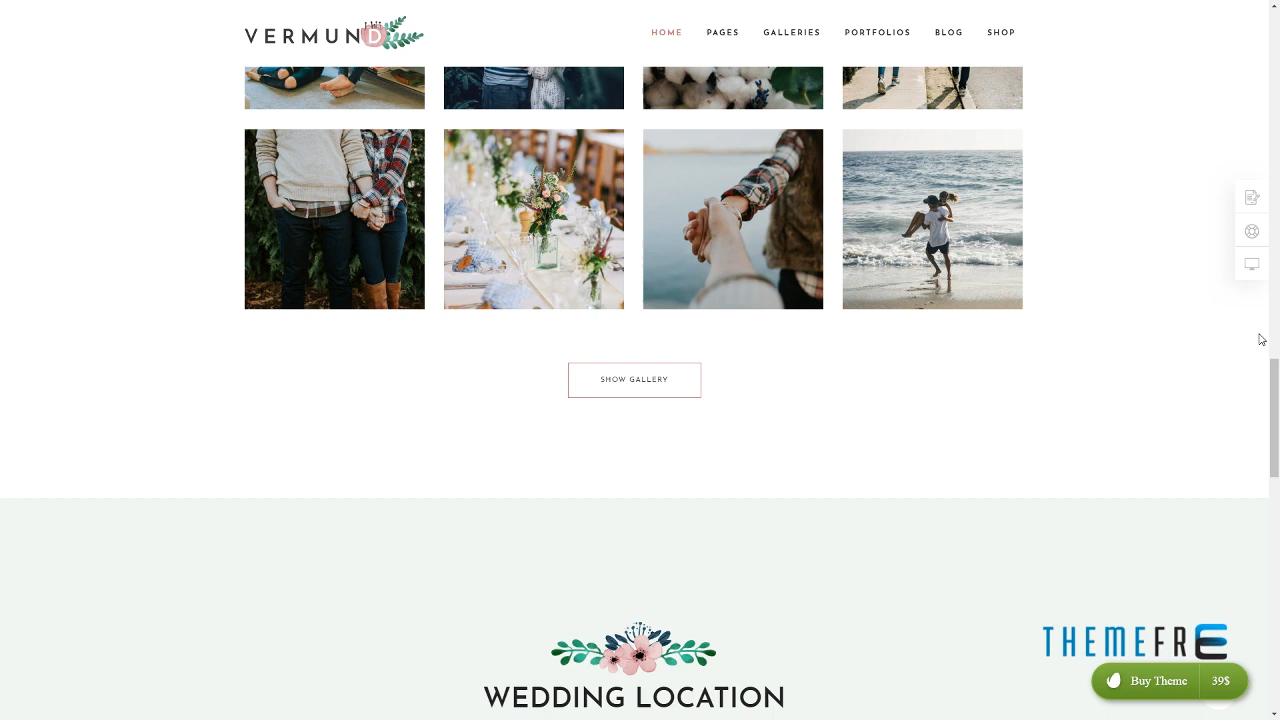 VERMUND
HOME PAGES GALLERIES PORTFOLIOS BLOG SHOP
SHOW GALLERY
WEDDING LOCATION
THEMEFRE
Buy Theme 39$